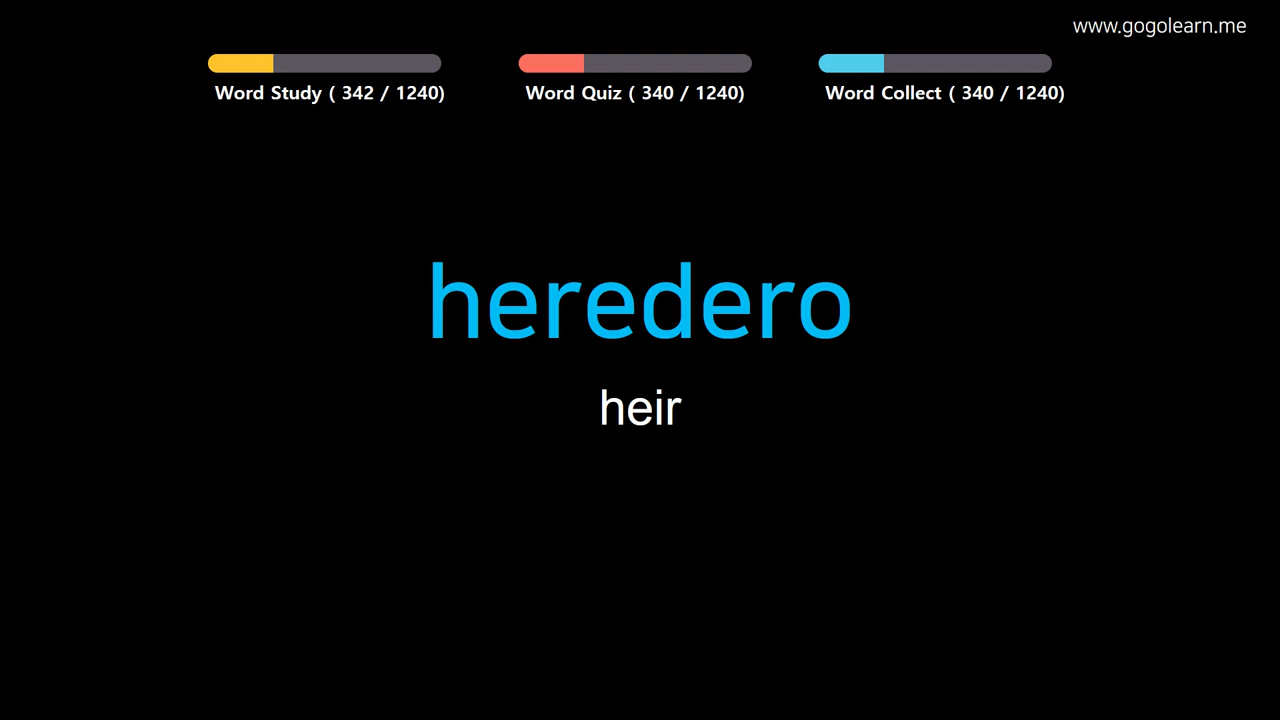 www.gogolearn.me
Word Study ( 342 / 1240)
Word Quiz ( 340 / 1240)
Word Collect ( 340 / 1240)
heredero
heir